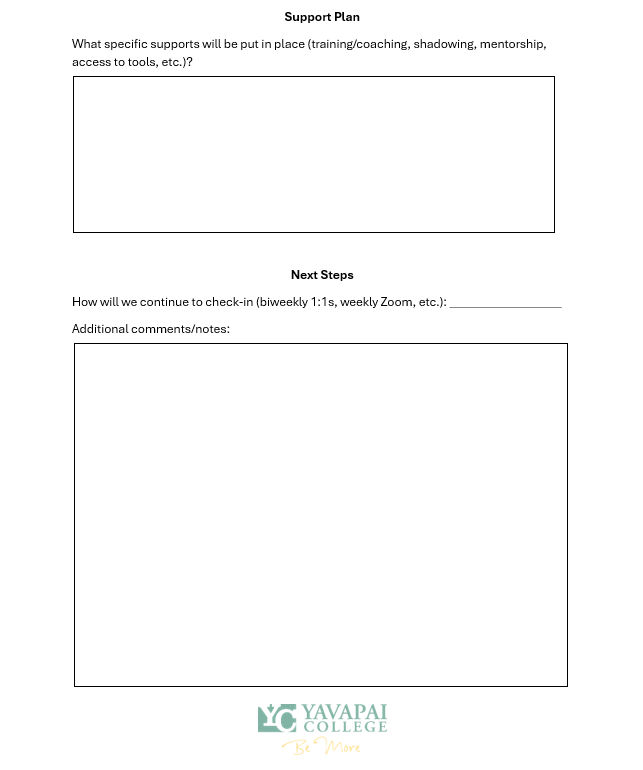 Support Plan
What specific supports will be put in place (training/coaching, shadowing, mentorship,
access to tools, etc.)?
Next Steps
How will we continue to check-in (biweekly 1:1s, weekly Zoom, etc.): _________________
Additional comments/notes:
YC YAVAPAI
COLLEGE
Be More